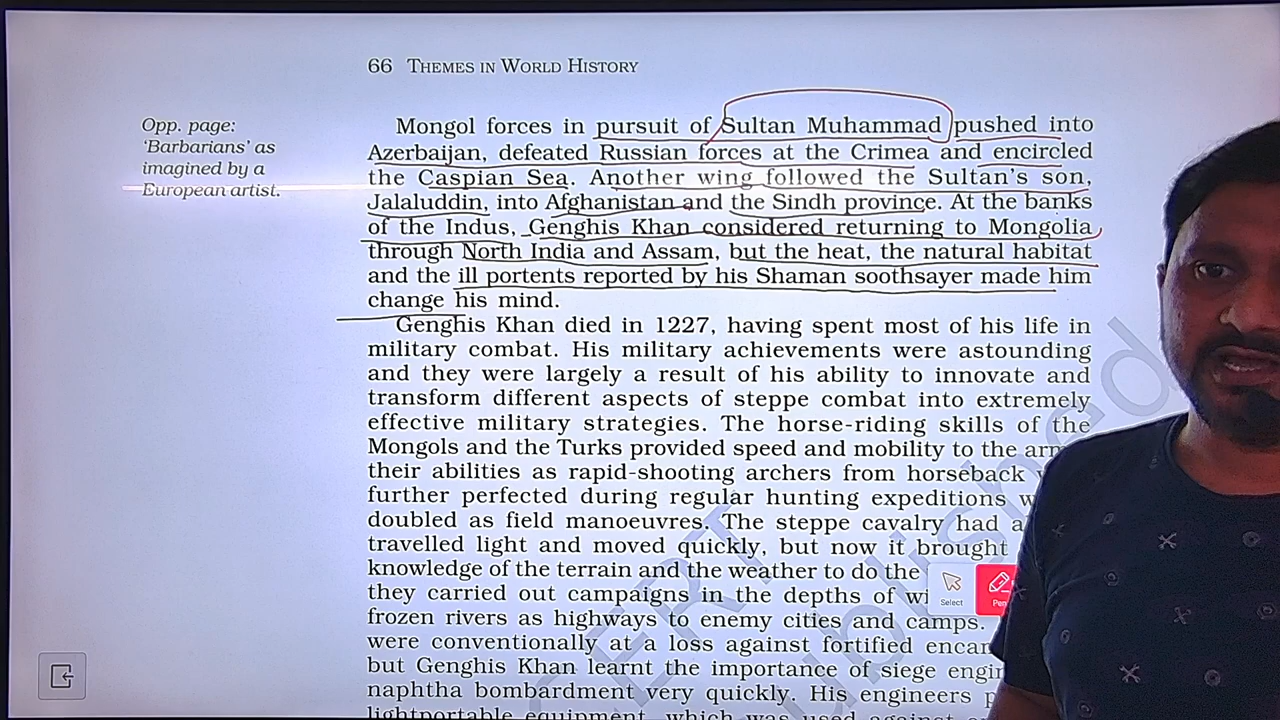 66 THEMES IN WORLD HISTORY
Opp. page:
'Barbarians' as
imagined by a
European artist.
Mongol forces in pursuit of Sultan Muhammad pushed into
Azerbaijan, defeated Russian forces at the Crimea and encircled
the Caspian Sea. Another wing followed the Sultan's son,
Jalaluddin, into Afghanistan and the Sindh province. At the banks
of the Indus, Genghis Khan considered returning to Mongolia
through North India and Assam, but the heat, the natural habitat
and the ill portents reported by his Shaman soothsayer made him
change his mind.
Genghis Khan died in 1227, having spent most of his life in
military combat. His military achievements were astounding
and they were largely a result of his ability to innovate and
transform different aspects of steppe combat into extremely
effective military strategies. The horse-riding skills of the
Mongols and the Turks provided speed and mobility to the
their abilities as rapid-shooting archers from horseback
further perfected during regular hunting expeditions
doubled as field manoeuvres. The steppe cavalry had
travelled light and moved quickly, but now it brought
knowledge of the terrain and the weather to do the
they carried out campaigns in the depths of
frozen rivers as highways to enemy cities and camps.
were conventionally at a loss against fortified
but Genghis Khan learnt the importance of siege
naphtha bombardment very quickly. His engineers
lightportable equipment, which was used against
Select
Pen